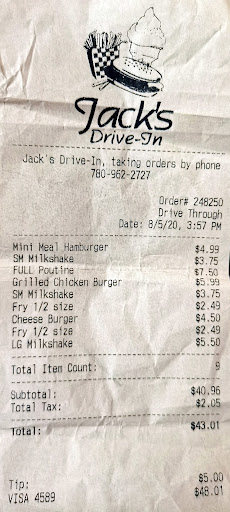 Jack's
Drive-In
Jack's Drive-In, taking orders by phone
780-962-2727
Order# 248250
Drive Through
Date: 8/5/20, 3:57 PM
Mini Meal Hamburger $4.99
SM Milkshake $3.75
FULL Poutine $7.50
Grilled Chicken Burger $5.99
SM Milkshake $3.75
Fry 1/2 size $2.49
Cheese Burger $4.50
Fry 1/2 size $2.49
LG Milkshake $5.50
Total Item Count: 9
Subtotal: $40.96
Total Tax: $2.05
Total: $43.01
Tip: $5.00
VISA 4589 $48.01